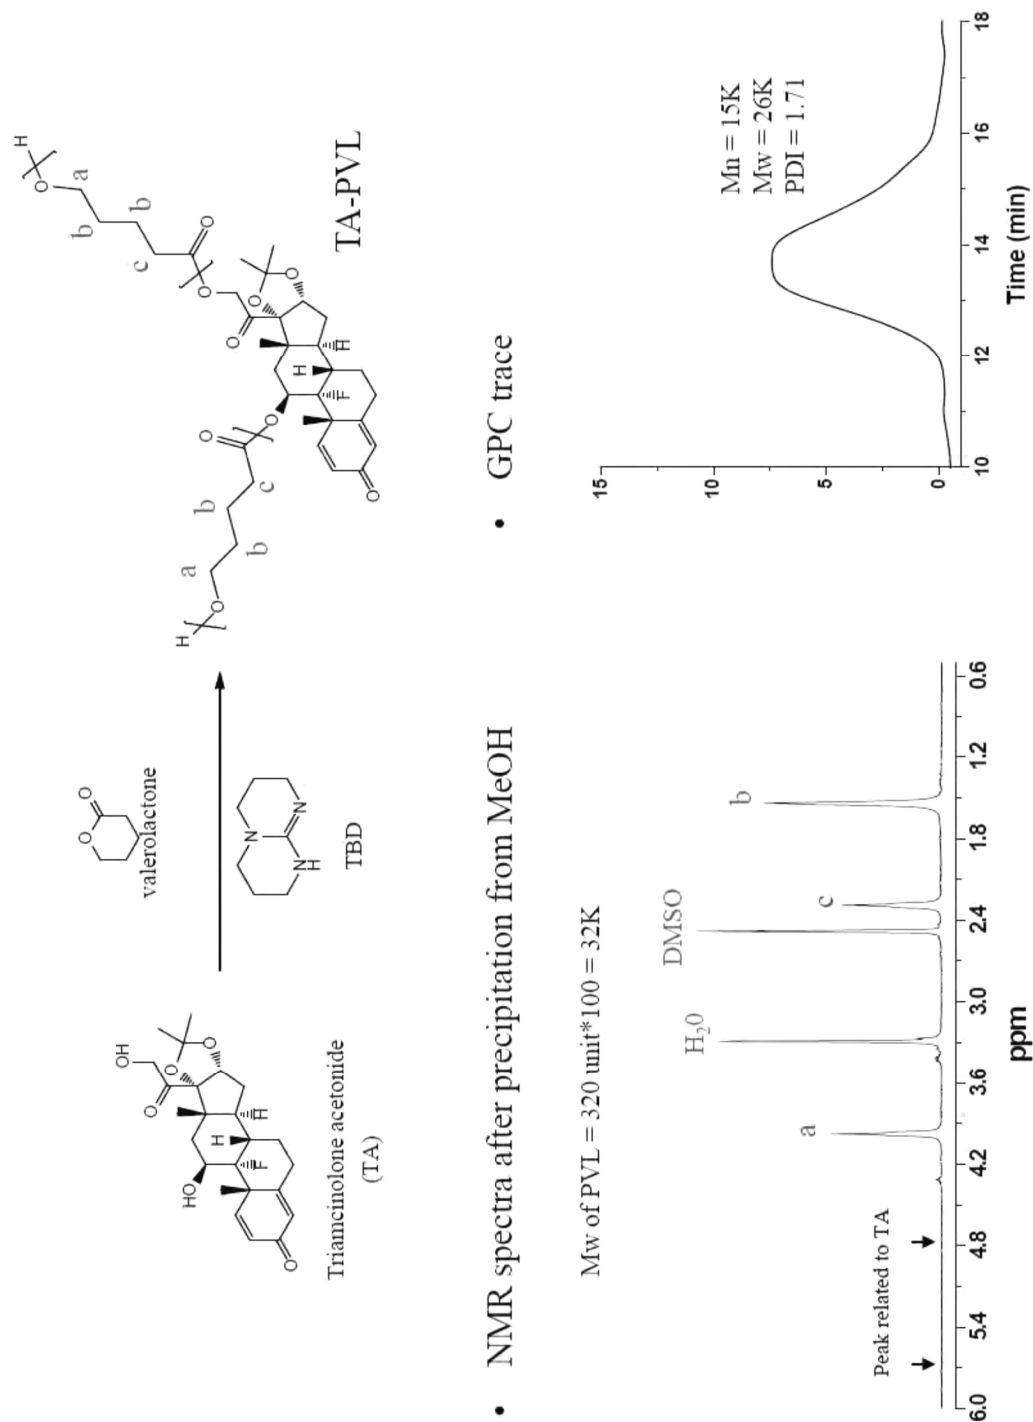 O
O
valerolactone
N
N
N
H
TBD
OH
O
O
O
HO
H
F
H
O
Triamcinolone acetonide
(TA)
H
O
a
b
b
c
O
O
O
O
O
H
F
H
O
O
c
b
b
a
O
H
TA-PVL
• NMR spectra after precipitation from MeOH
Mw of PVL = 320 unit*100 = 32K
Peak related to TA
a
H20
DMSO
c
b
6.0 5.4 4.8 4.2 3.6 3.0 2.4 1.8 1.2 0.6
ppm
• GPC trace
Mn = 15K
Mw = 26K
PDI = 1.71
15
10
5
0
10 12 14 16 18
Time (min)